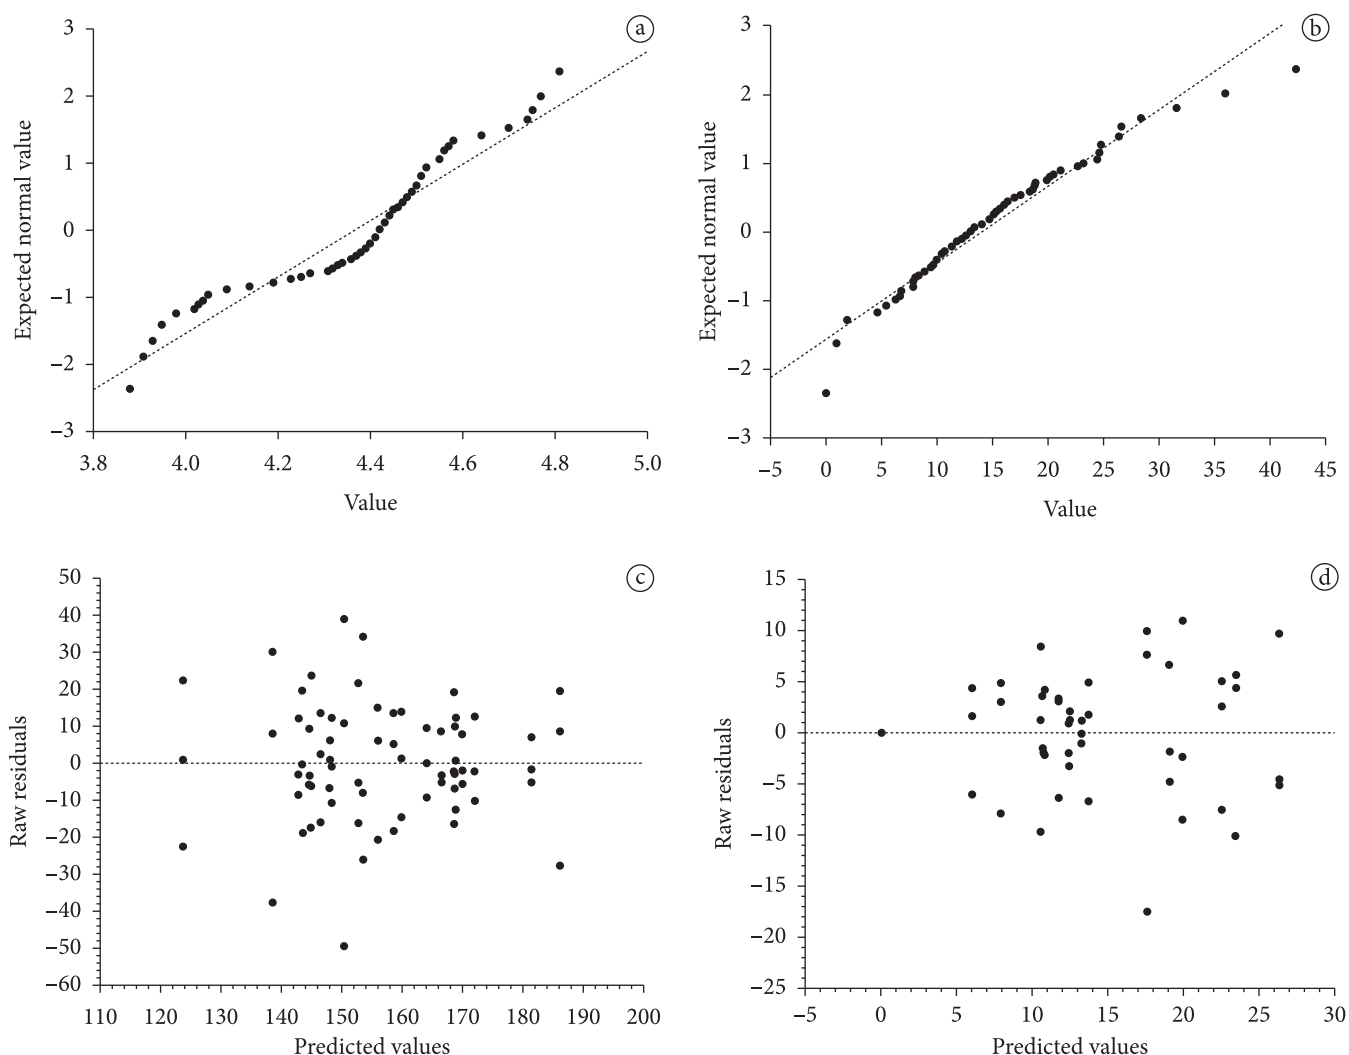 a
3
2
1
0
−1
−2
−3
Expected normal value
3.8 4.0 4.2 4.4 4.6 4.8 5.0
Value
b
3
2
1
0
−1
−2
−3
Expected normal value
−5 0 5 10 15 20 25 30 35 40 45
Value
c
50
40
30
20
10
0
−10
−20
−30
−40
−50
−60
Raw residuals
110 120 130 140 150 160 170 180 190 200
Predicted values
d
15
10
5
0
−5
−10
−15
−20
−25
Raw residuals
−5 0 5 10 15 20 25 30
Predicted values